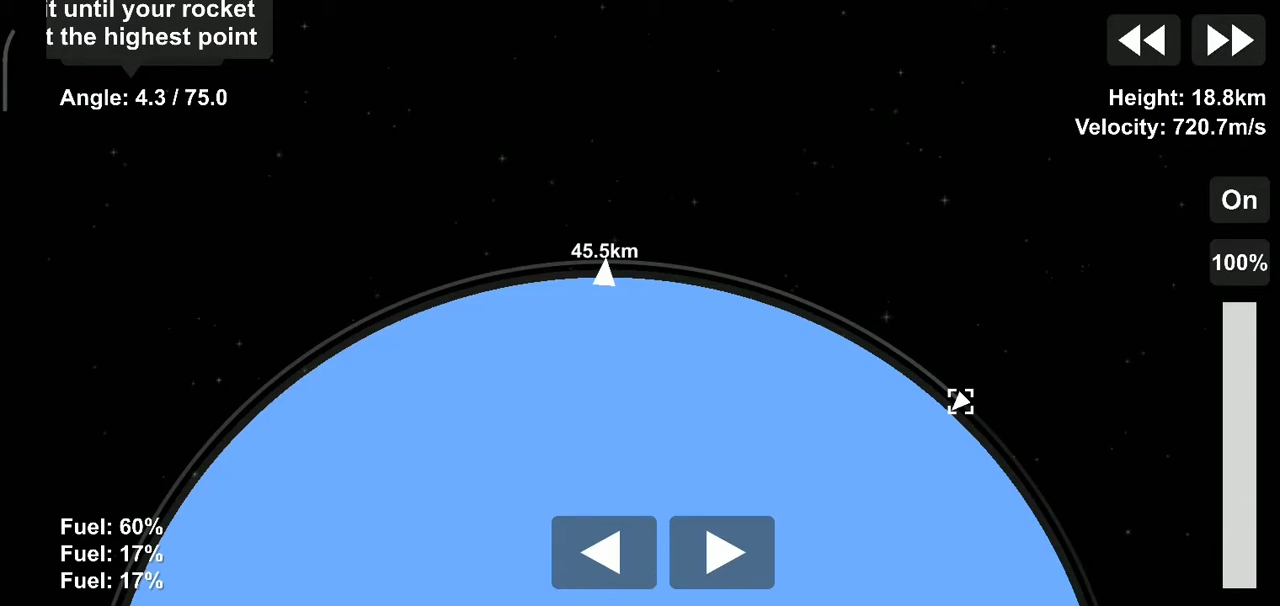 it until your rocket
t the highest point
Angle: 4.3 / 75.0
Height: 18.8km
Velocity: 720.7m/s
On
45.5km
100%
Fuel: 60%
Fuel: 17%
Fuel: 17%